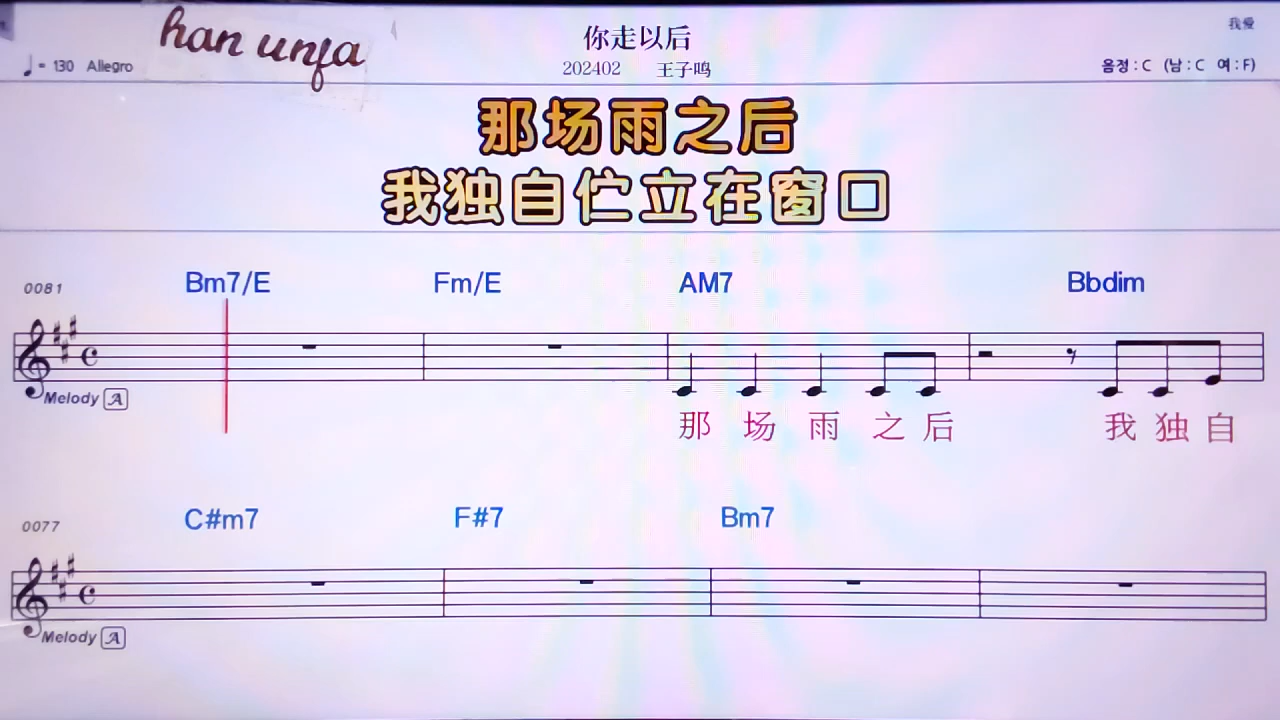 han unfa
你走以后
我爱
♩= 130 Allegro
202402 王子鸣
음정 : C (남 : C 여 : F)
那场雨之后
我独自伫立在窗口
0081 Bm7/E Fm/E AM7 Bbdim
Melody A
那 场 雨 之 后 我 独 自
0077 C#m7 F#7 Bm7
Melody A